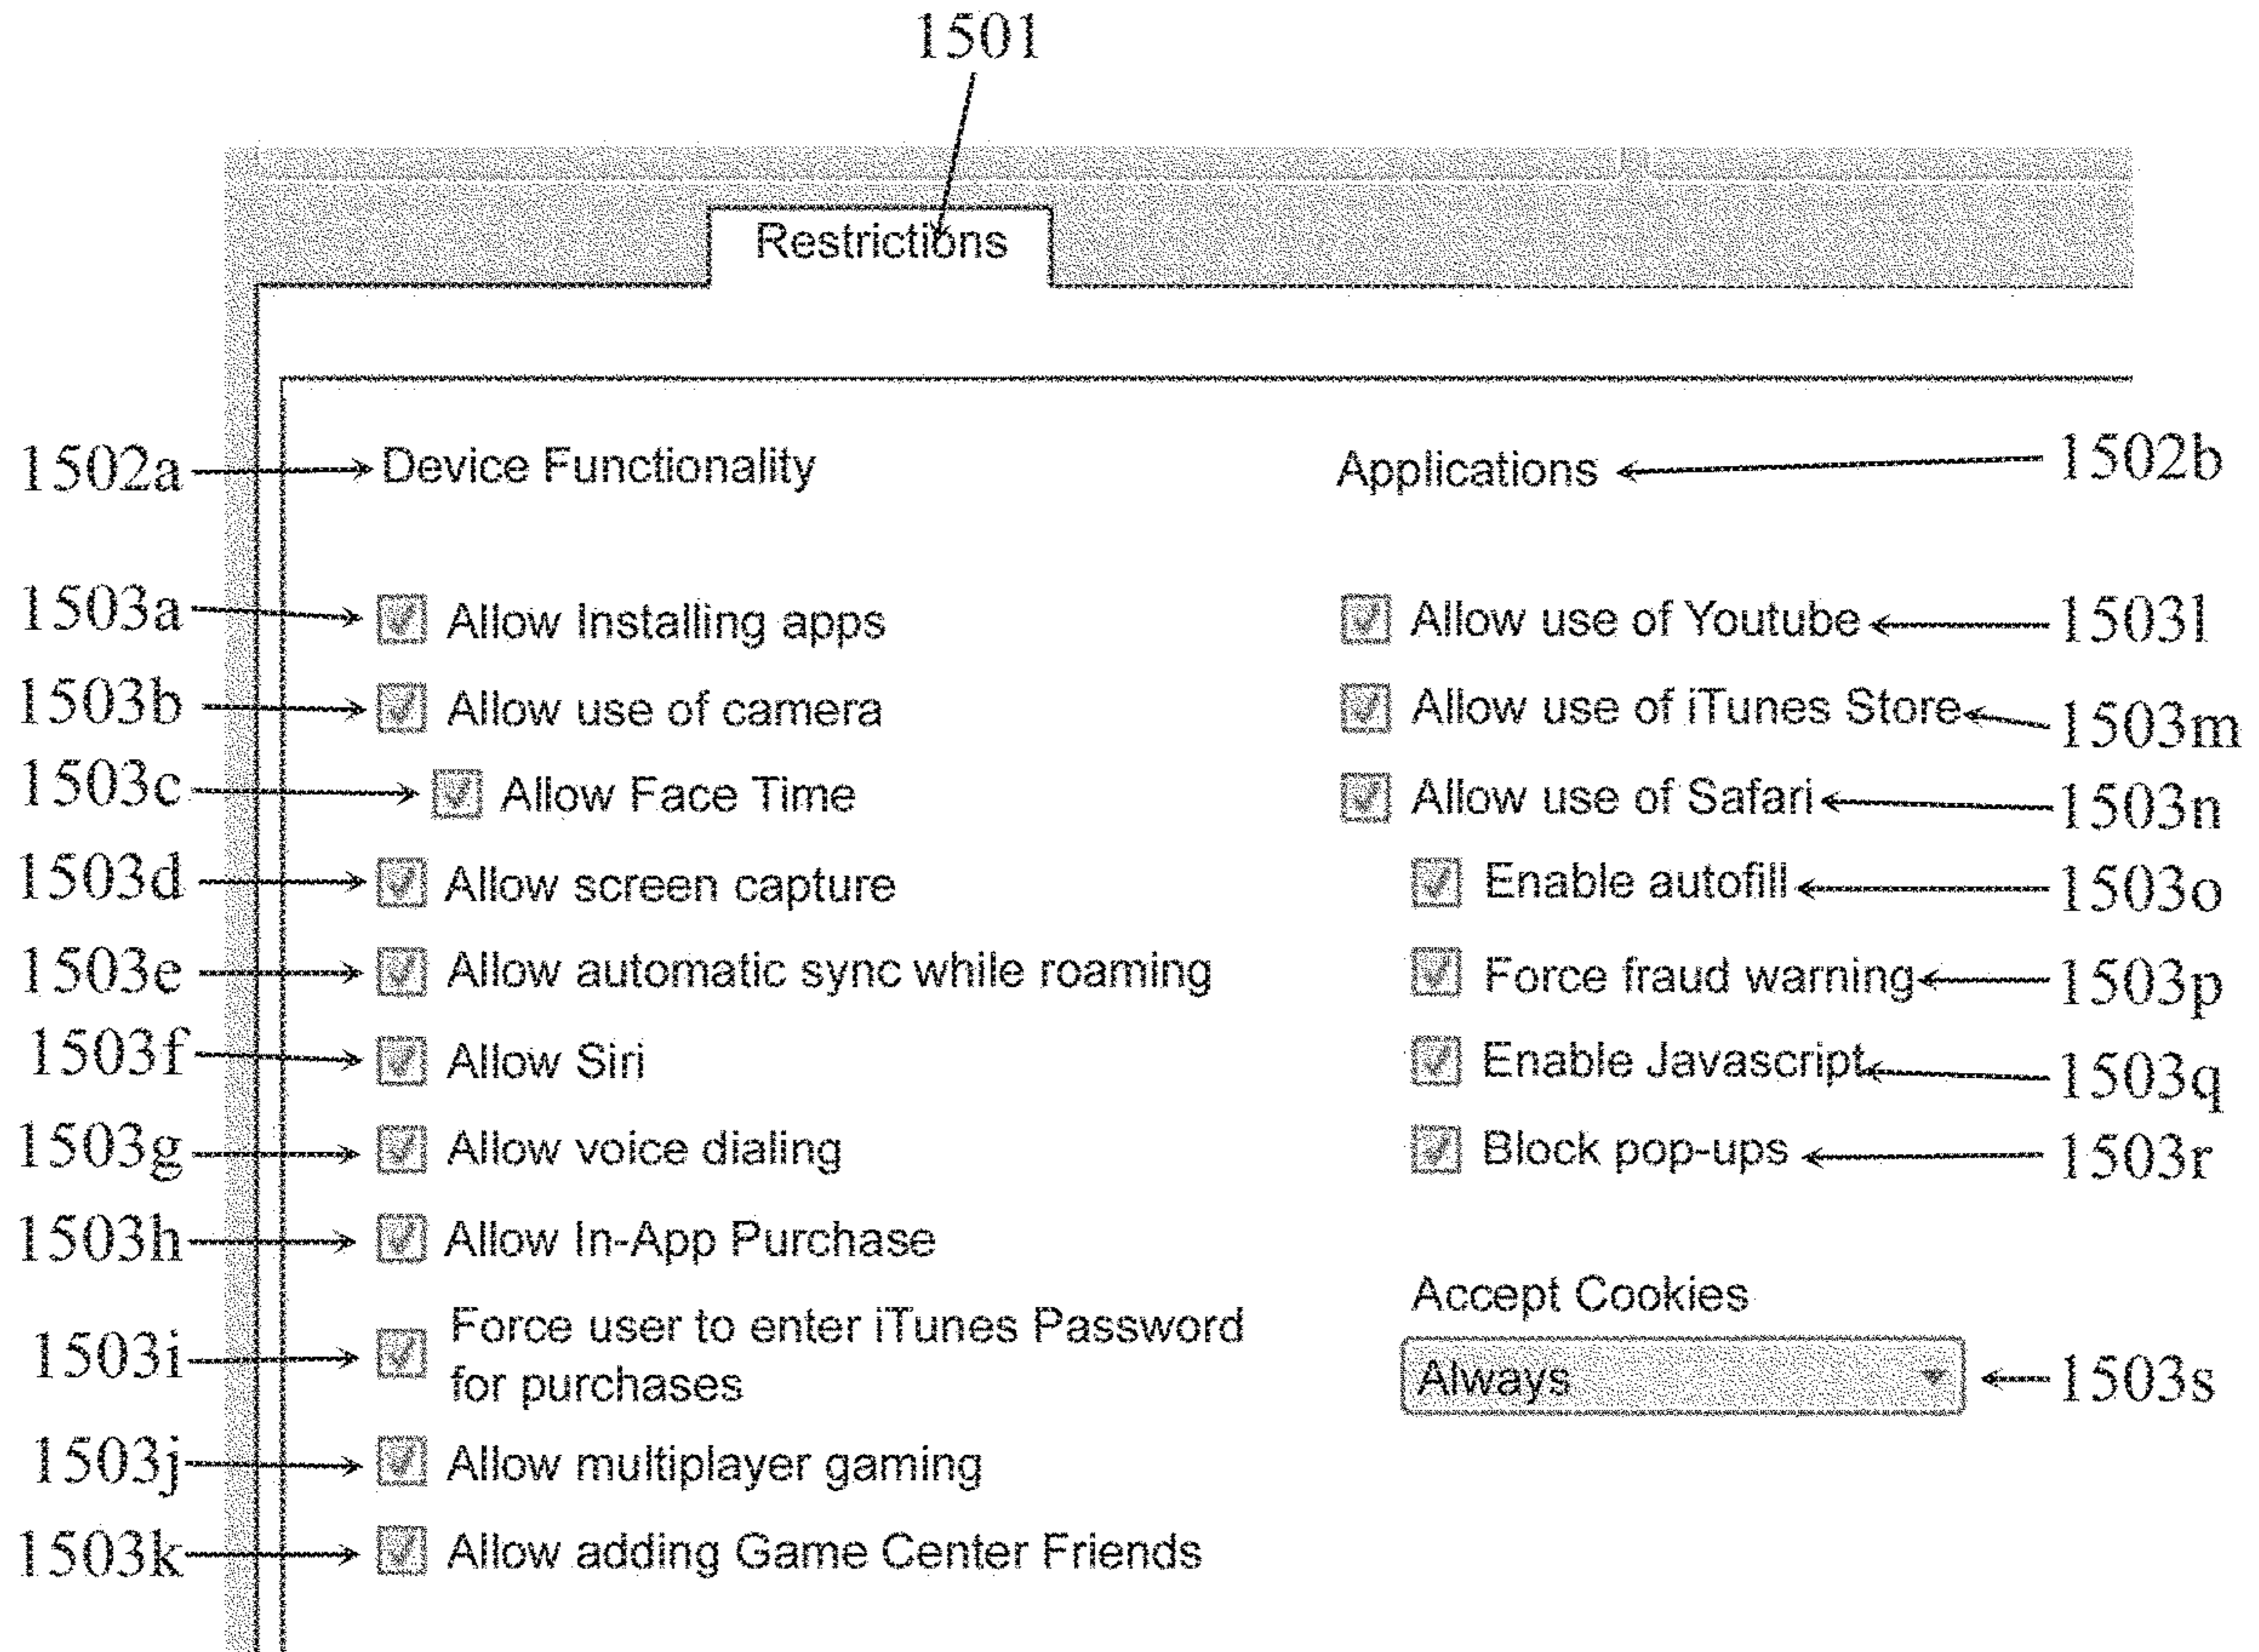 1501
Restrictions
1502a Device Functionality
1503a Allow Installing apps
1503b Allow use of camera
1503c Allow Face Time
1503d Allow screen capture
1503e Allow automatic sync while roaming
1503f Allow Siri
1503g Allow voice dialing
1503h Allow In-App Purchase
1503i Force user to enter iTunes Password
for purchases
1503j Allow multiplayer gaming
1503k Allow adding Game Center Friends
Applications 1502b
Allow use of Youtube 1503l
Allow use of iTunes Store 1503m
Allow use of Safari 1503n
Enable autofill 1503o
Force fraud warning 1503p
Enable Javascript 1503q
Block pop-ups 1503r
Accept Cookies
Always 1503s